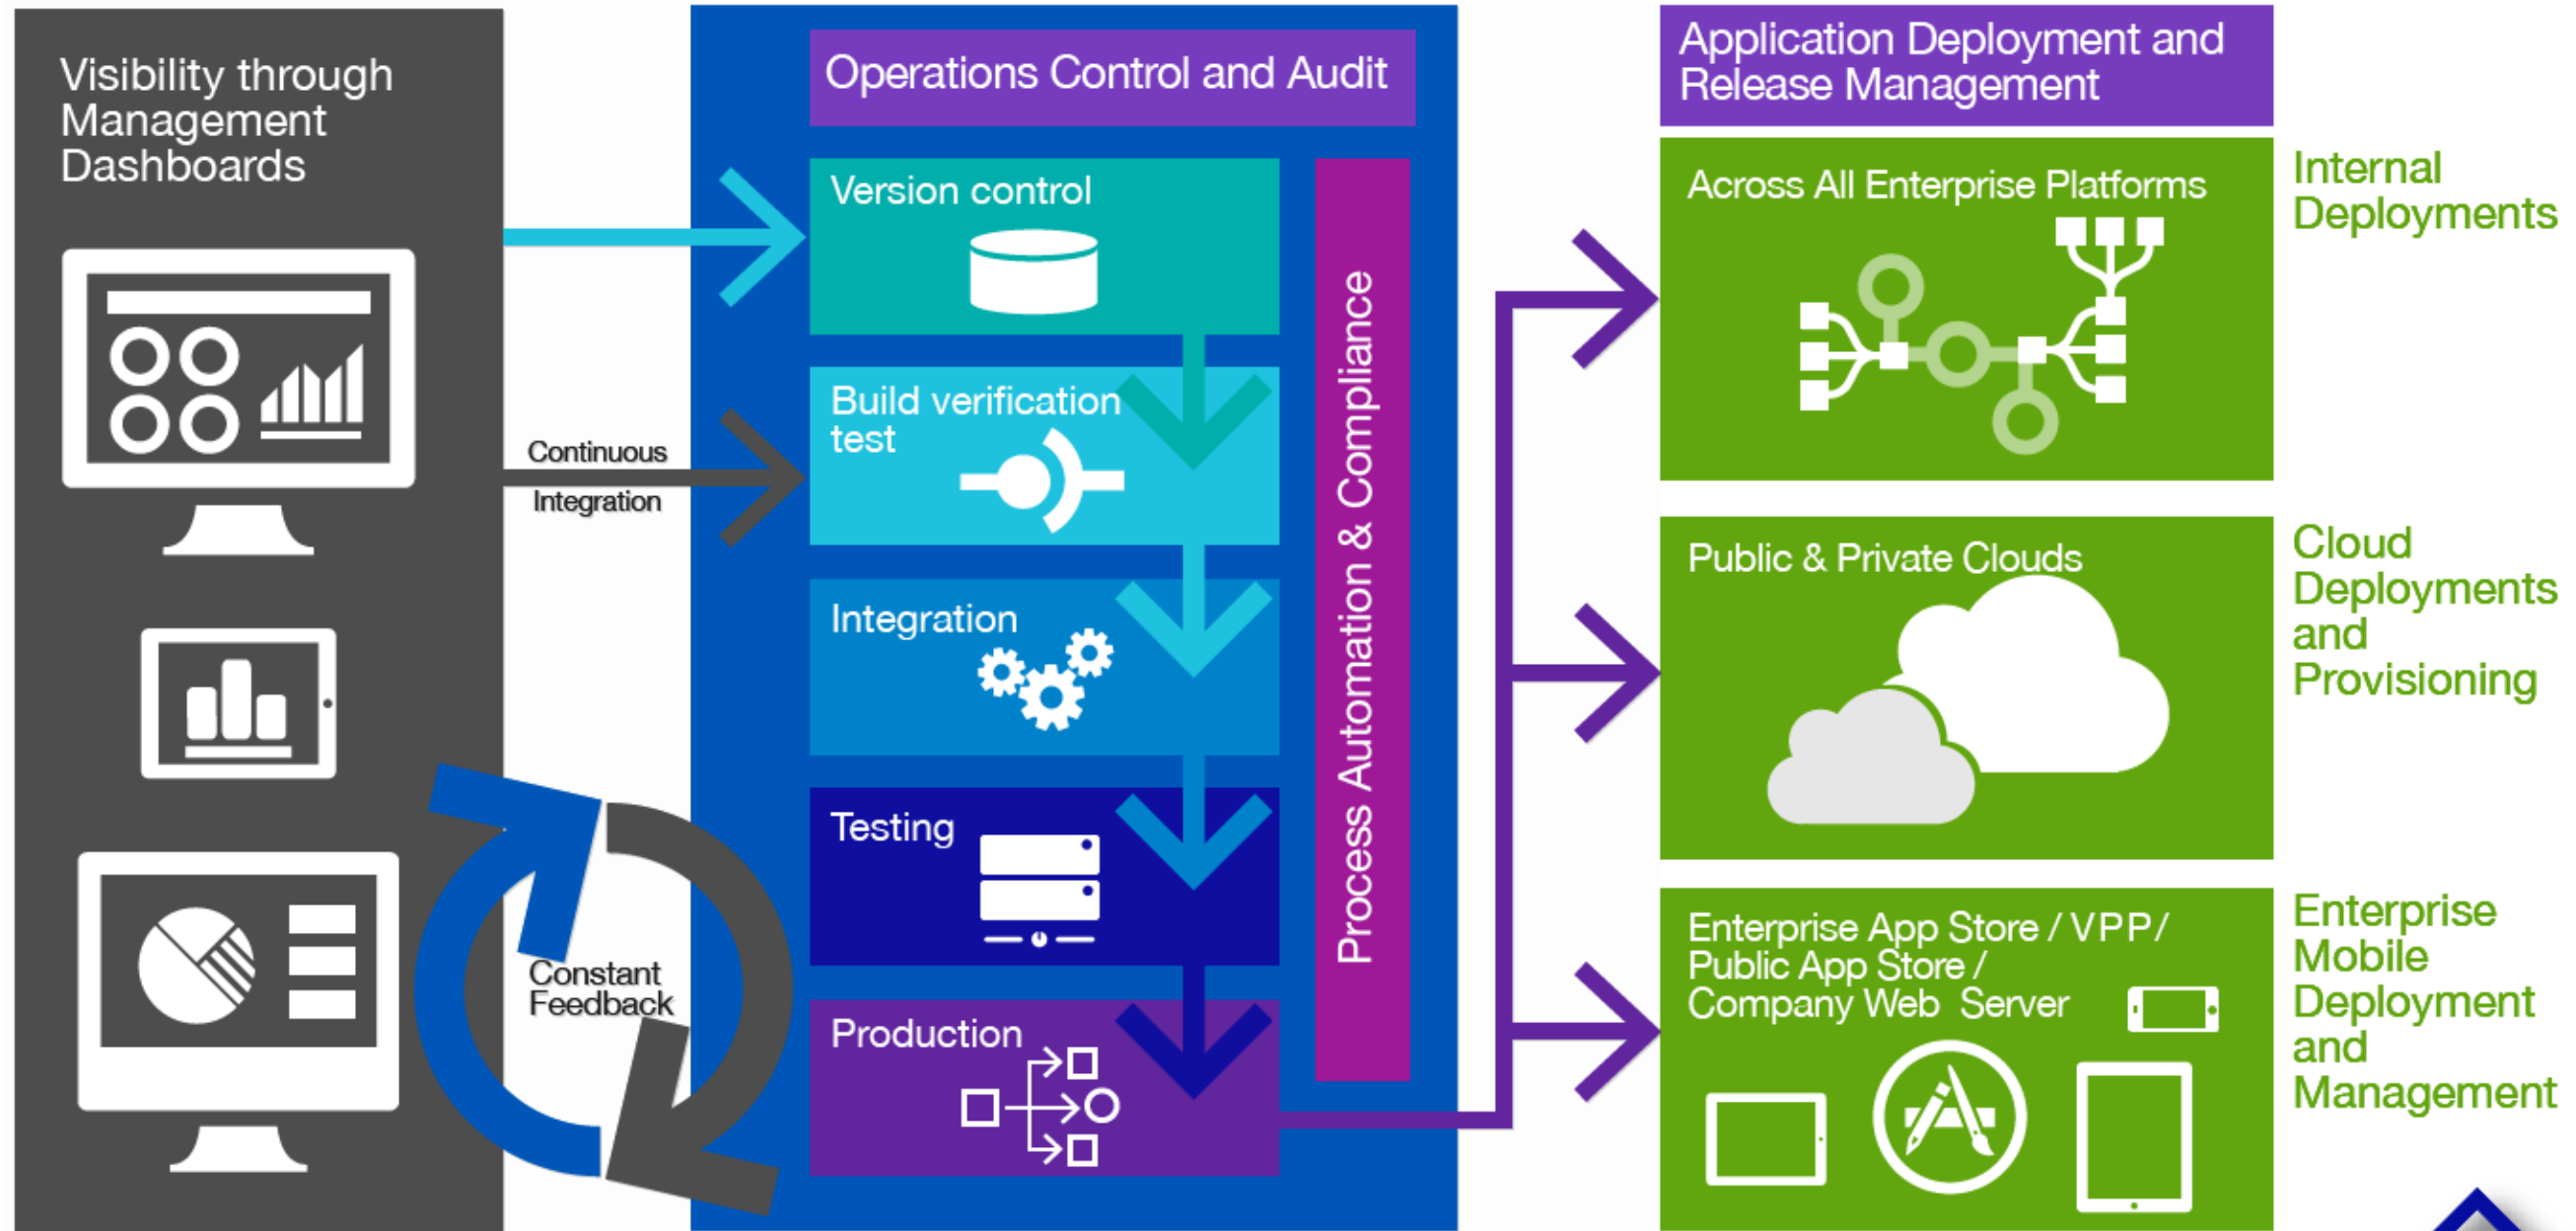 Visibility through
Management
Dashboards
Continuous
Integration
Constant
Feedback
Operations Control and Audit
Version control
Build verification
test
Integration
Testing
Production
Process Automation & Compliance
Application Deployment and
Release Management
Across All Enterprise Platforms
Internal
Deployments
Public & Private Clouds
Cloud
Deployments
and
Provisioning
Enterprise App Store / VPP/
Public App Store /
Company Web Server
Enterprise
Mobile
Deployment
and
Management